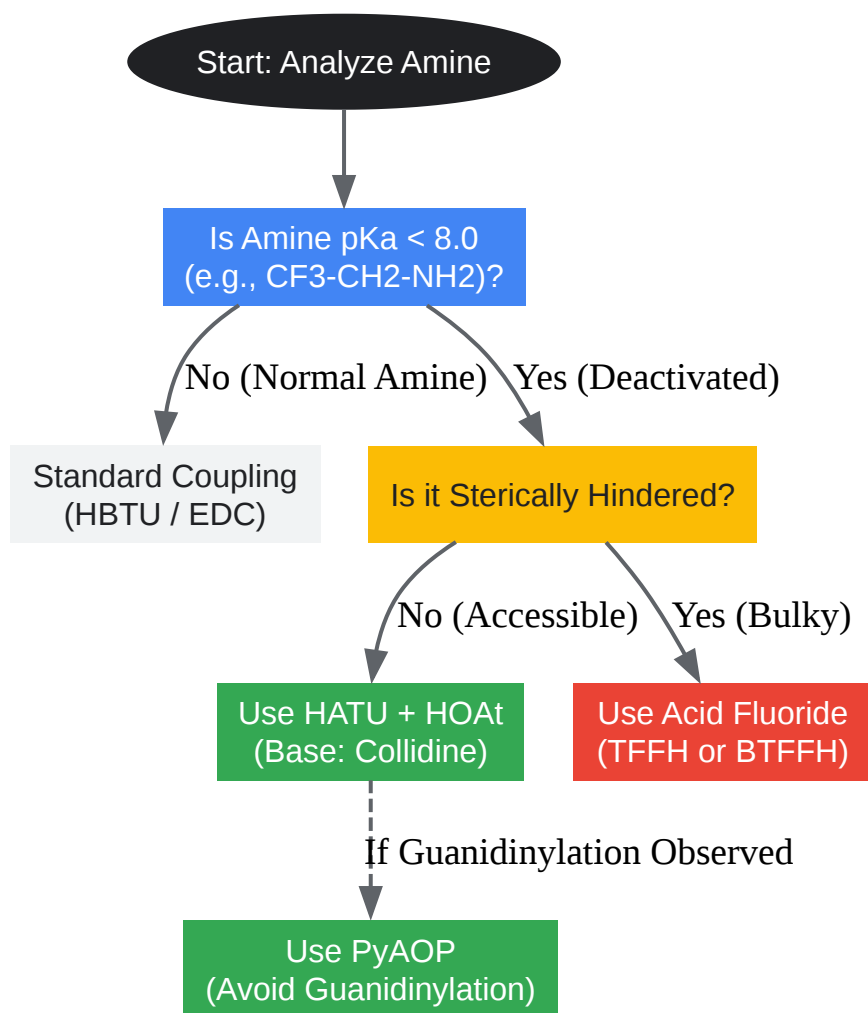 Start: Analyze Amine
Is Amine pKa < 8.0
(e.g., CF3-CH2-NH2)?
No (Normal Amine)
Yes (Deactivated)
Standard Coupling
(HBTU / EDC)
Is it Sterically Hindered?
No (Accessible)
Yes (Bulky)
Use HATU + HOAt
(Base: Collidine)
Use Acid Fluoride
(TFFH or BTFFH)
If Guanidinylation Observed
Use PyAOP
(Avoid Guanidinylation)